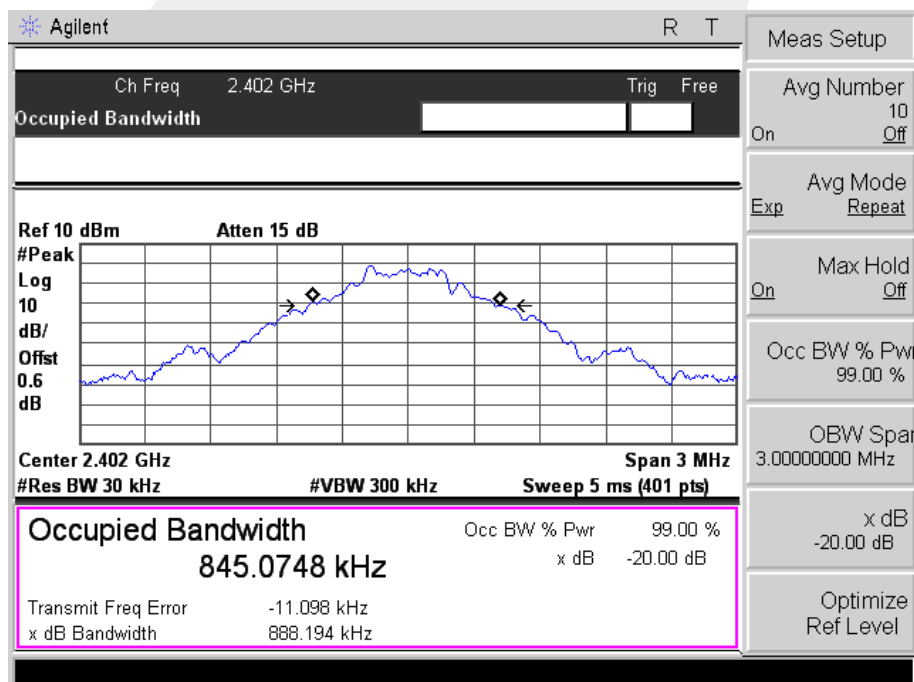 Agilent R T
Ch Freq 2.402 GHz Trig Free
Occupied Bandwidth
Ref 10 dBm Atten 15 dB
#Peak
Log
10
dB/
Offst
0.6
dB
Center 2.402 GHz Span 3 MHz
#Res BW 30 kHz #VBW 300 kHz Sweep 5 ms (401 pts)
Occupied Bandwidth Occ BW % Pwr 99.00 %
845.0748 kHz x dB -20.00 dB
Transmit Freq Error -11.098 kHz
x dB Bandwidth 888.194 kHz
Meas Setup
Avg Number
10
On Off
Avg Mode
Exp Repeat
Max Hold
On Off
Occ BW % Pwr
99.00 %
OBW Span
3.00000000 MHz
x dB
-20.00 dB
Optimize
Ref Level